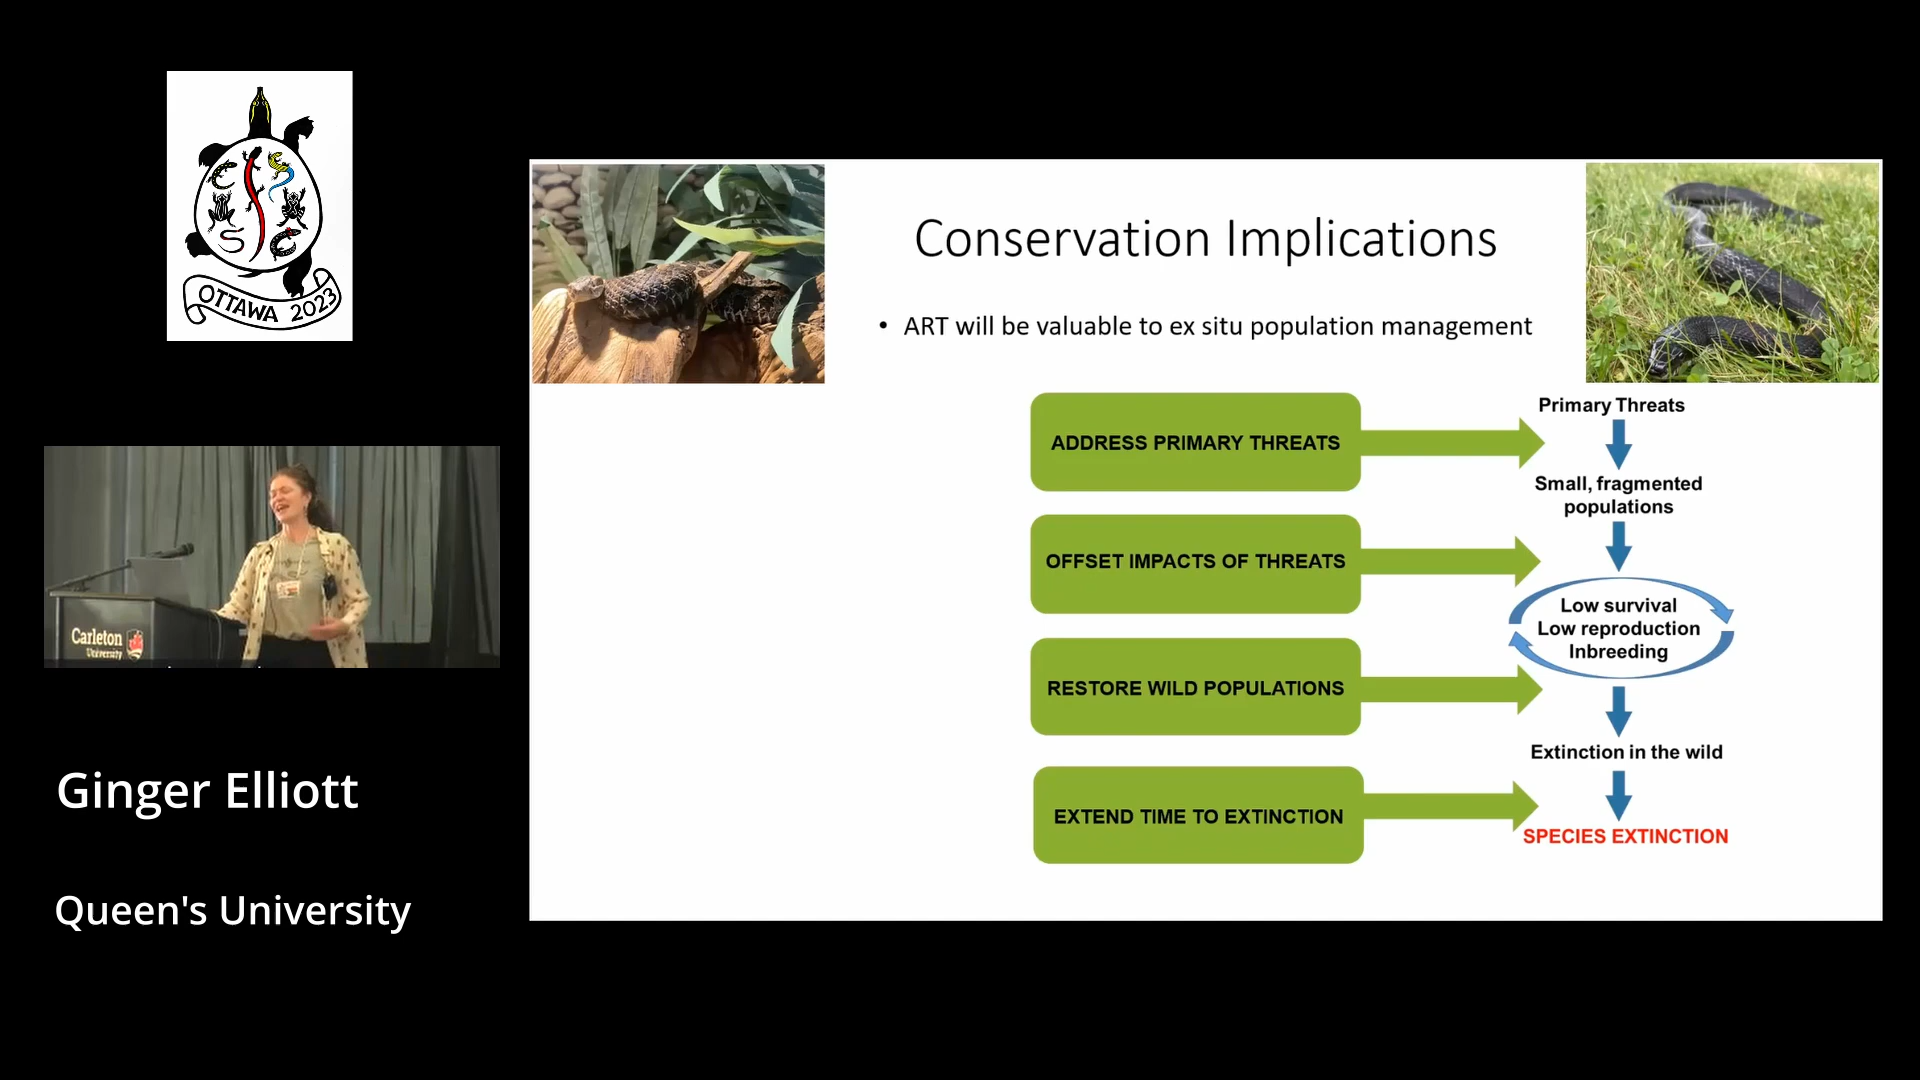 OTTAWA 2023
Carleton
University
Ginger Elliott
Queen's University
Conservation Implications
• ART will be valuable to ex situ population management
ADDRESS PRIMARY THREATS
OFFSET IMPACTS OF THREATS
RESTORE WILD POPULATIONS
EXTEND TIME TO EXTINCTION
Primary Threats
Small, fragmented
populations
Low survival
Low reproduction
Inbreeding
Extinction in the wild
SPECIES EXTINCTION